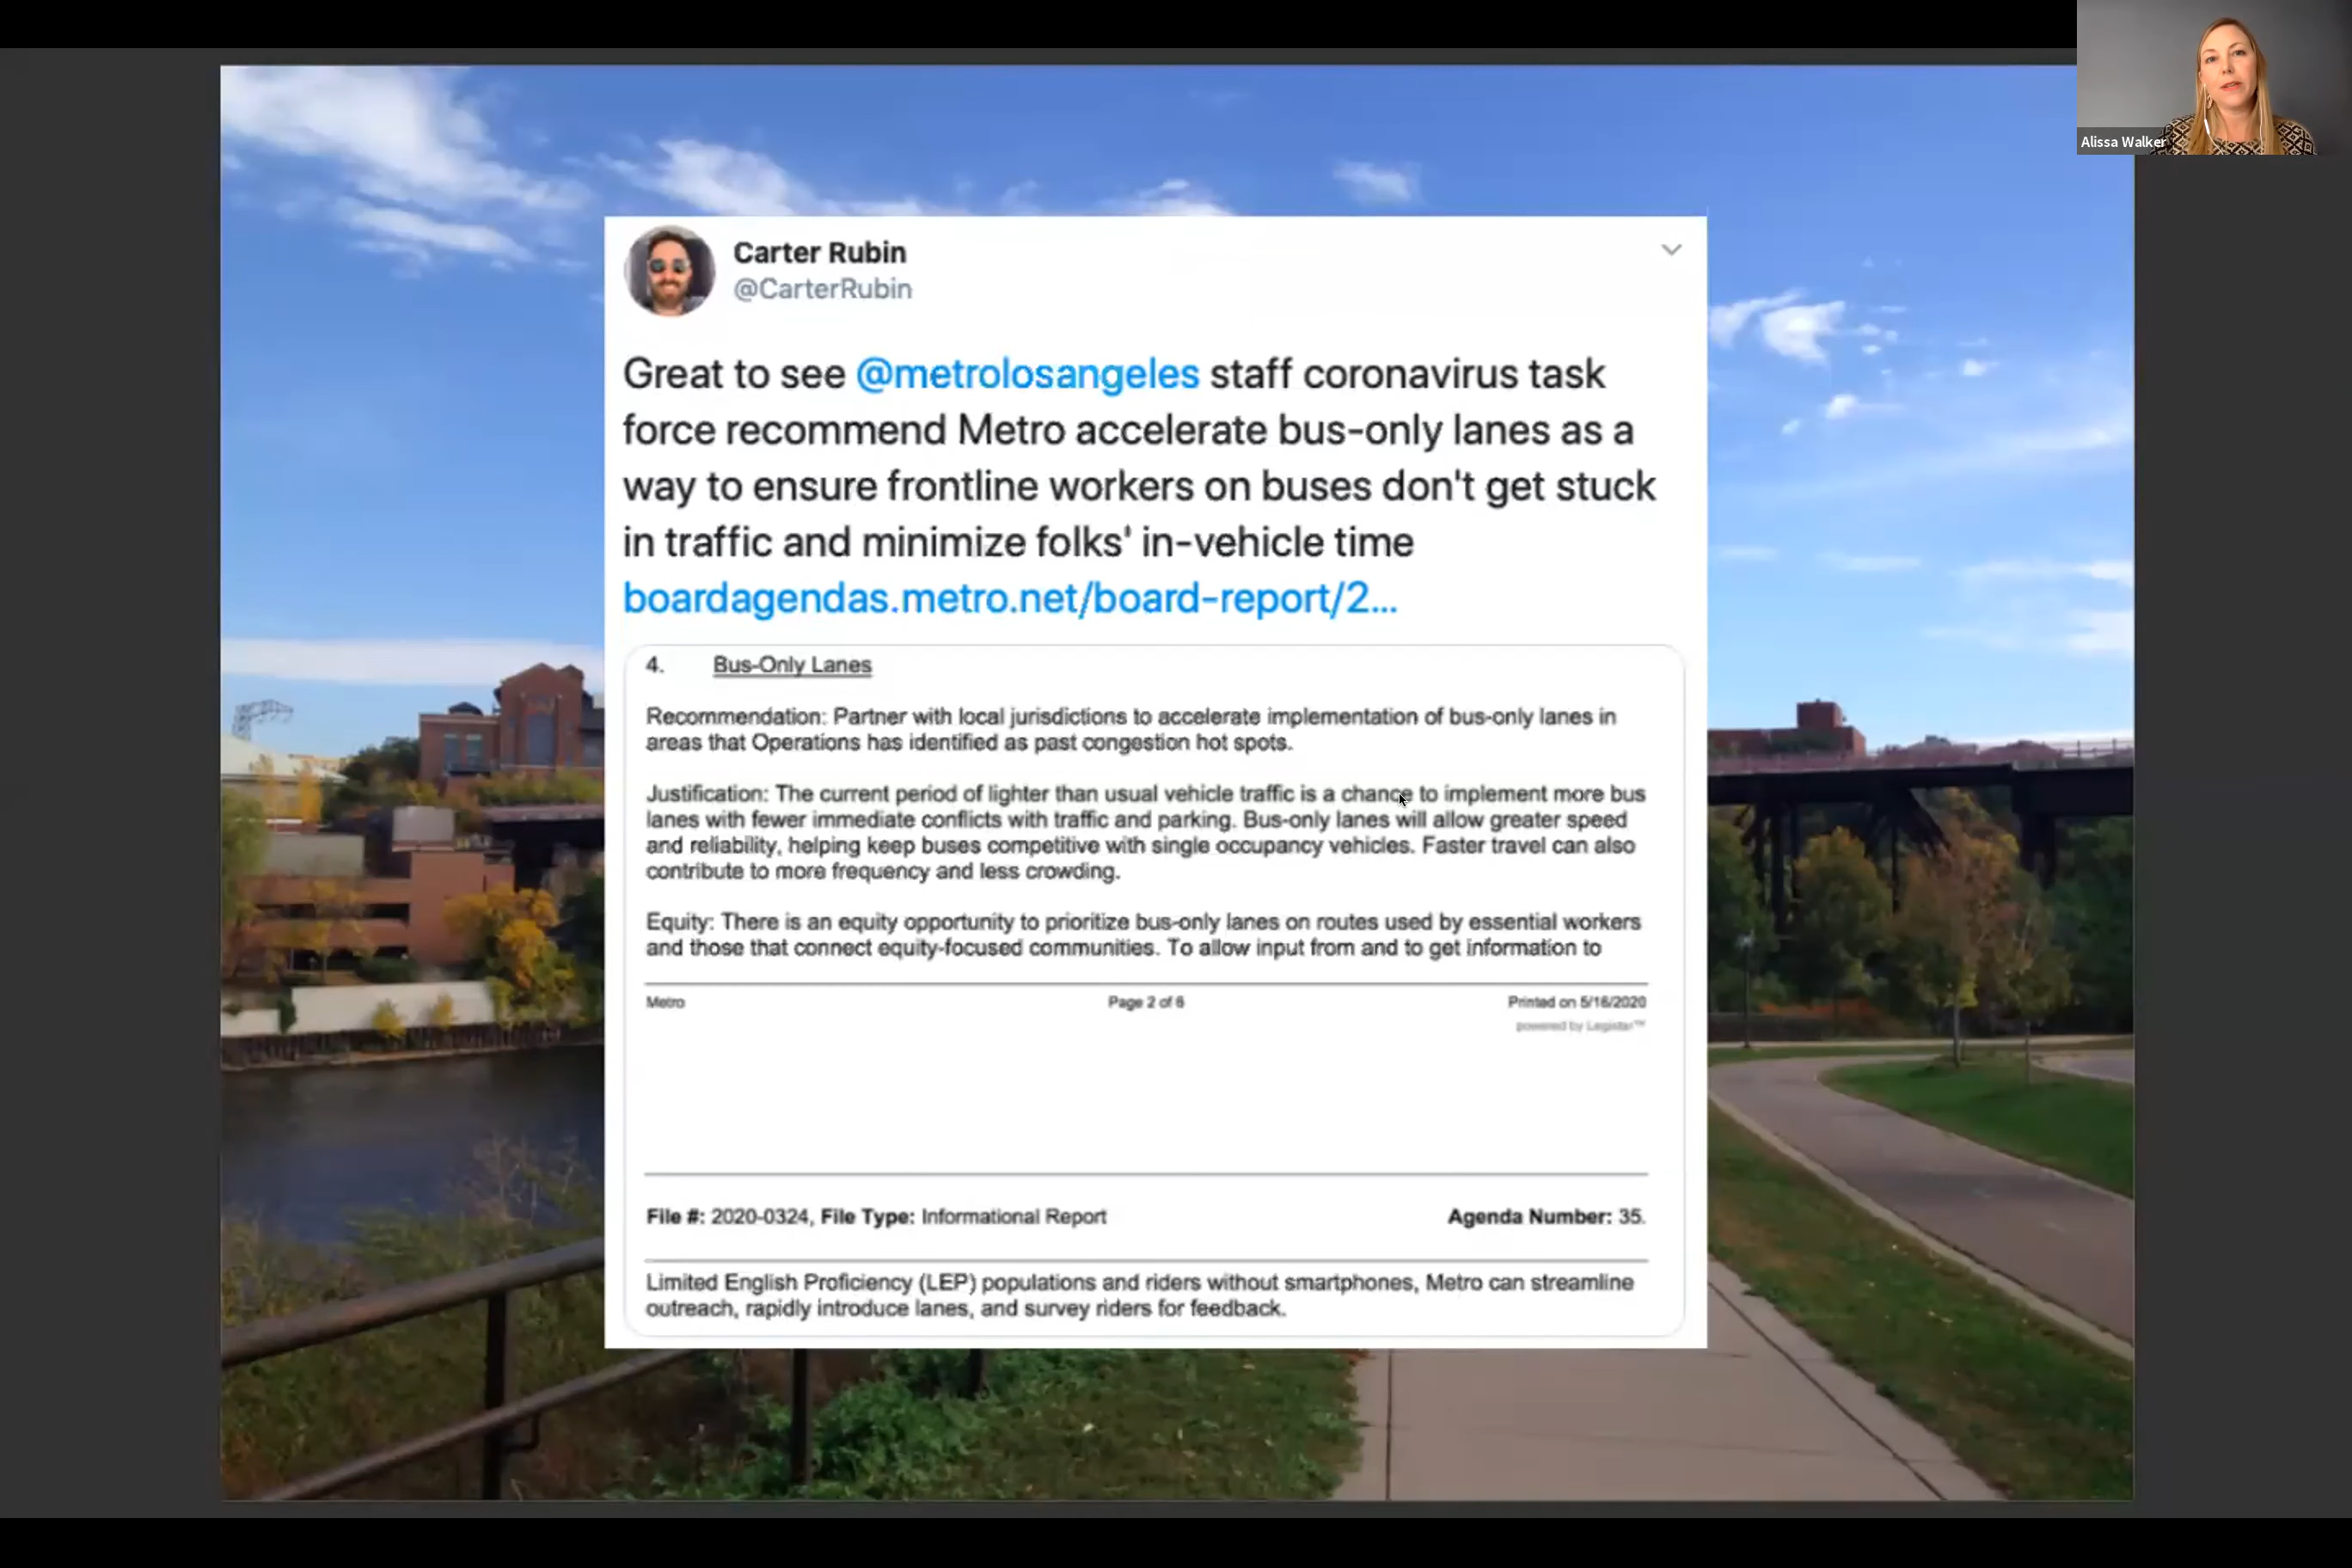 Alissa Walker
Carter Rubin
@CarterRubin
Great to see @metrolosangeles staff coronavirus task
force recommend Metro accelerate bus-only lanes as a
way to ensure frontline workers on buses don't get stuck
in traffic and minimize folks' in-vehicle time
boardagendas.metro.net/board-report/2...
4. Bus-Only Lanes
Recommendation: Partner with local jurisdictions to accelerate implementation of bus-only lanes in
areas that Operations has identified as past congestion hot spots.
Justification: The current period of lighter than usual vehicle traffic is a chance to implement more bus
lanes with fewer immediate conflicts with traffic and parking. Bus-only lanes will allow greater speed
and reliability, helping keep buses competitive with single occupancy vehicles. Faster travel can also
contribute to more frequency and less crowding.
Equity: There is an equity opportunity to prioritize bus-only lanes on routes used by essential workers
and those that connect equity-focused communities. To allow input from and to get information to
Metro Page 2 of 6 Printed on 5/16/2020
powered by Legistar™
File #: 2020-0324, File Type: Informational Report Agenda Number: 35.
Limited English Proficiency (LEP) populations and riders without smartphones, Metro can streamline
outreach, rapidly introduce lanes, and survey riders for feedback.